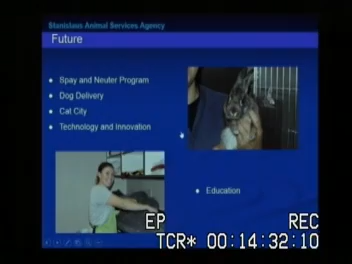 Stanislaus Animal Services Agency
Future
• Spay and Neuter Program
• Dog Delivery
• Cat City
• Technology and Innovation
• Education
EP REC
TCR* 00:14:32:10